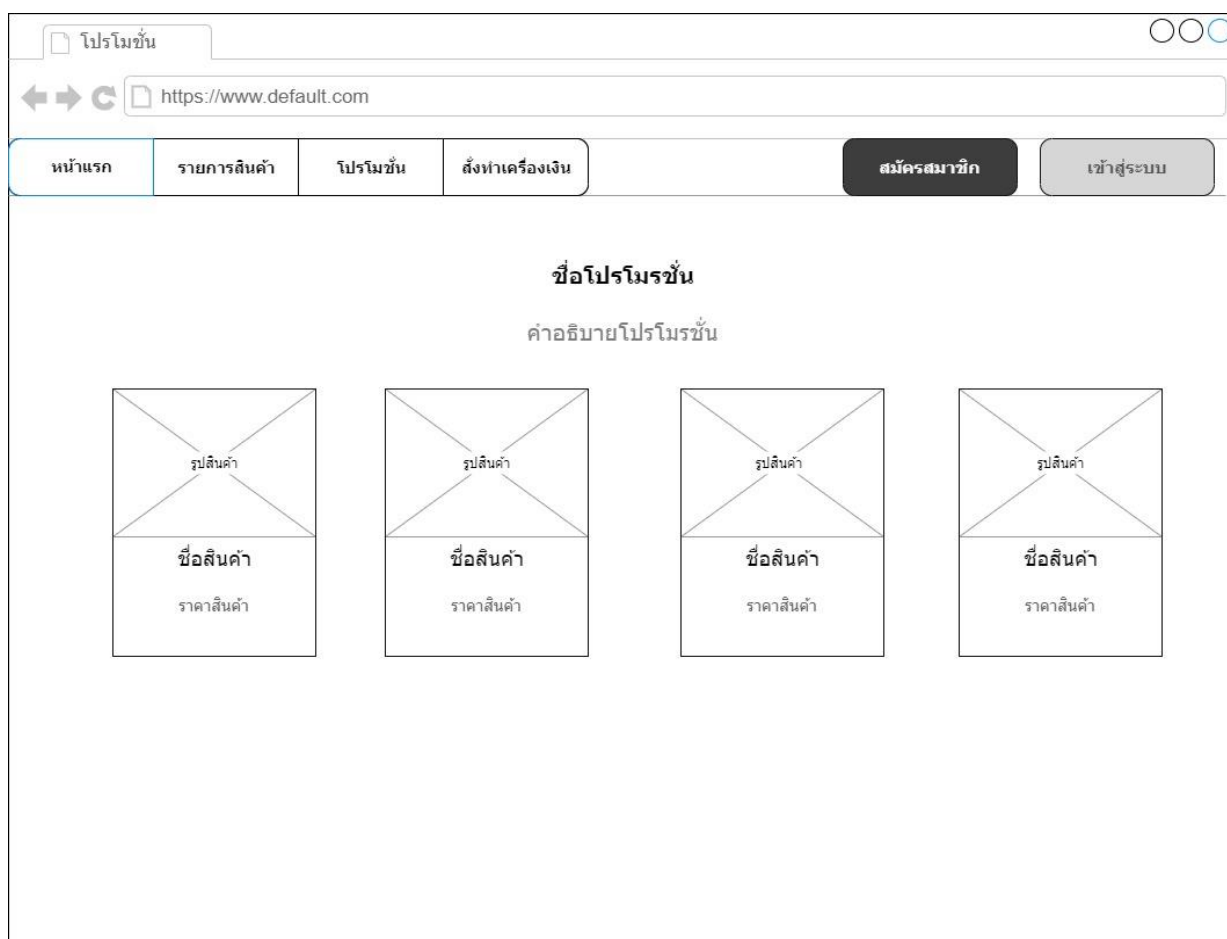 โปรโมชั่น
https://www.default.com
หน้าแรก รายการสินค้า โปรโมชั่น สั่งทำเครื่องเงิน สมัครสมาชิก เข้าสู่ระบบ
ชื่อโปรโมรชั่น
คำอธิบายโปรโมรชั่น
รูปสินค้า รูปสินค้า รูปสินค้า รูปสินค้า
ชื่อสินค้า ชื่อสินค้า ชื่อสินค้า ชื่อสินค้า
ราคาสินค้า ราคาสินค้า ราคาสินค้า ราคาสินค้า